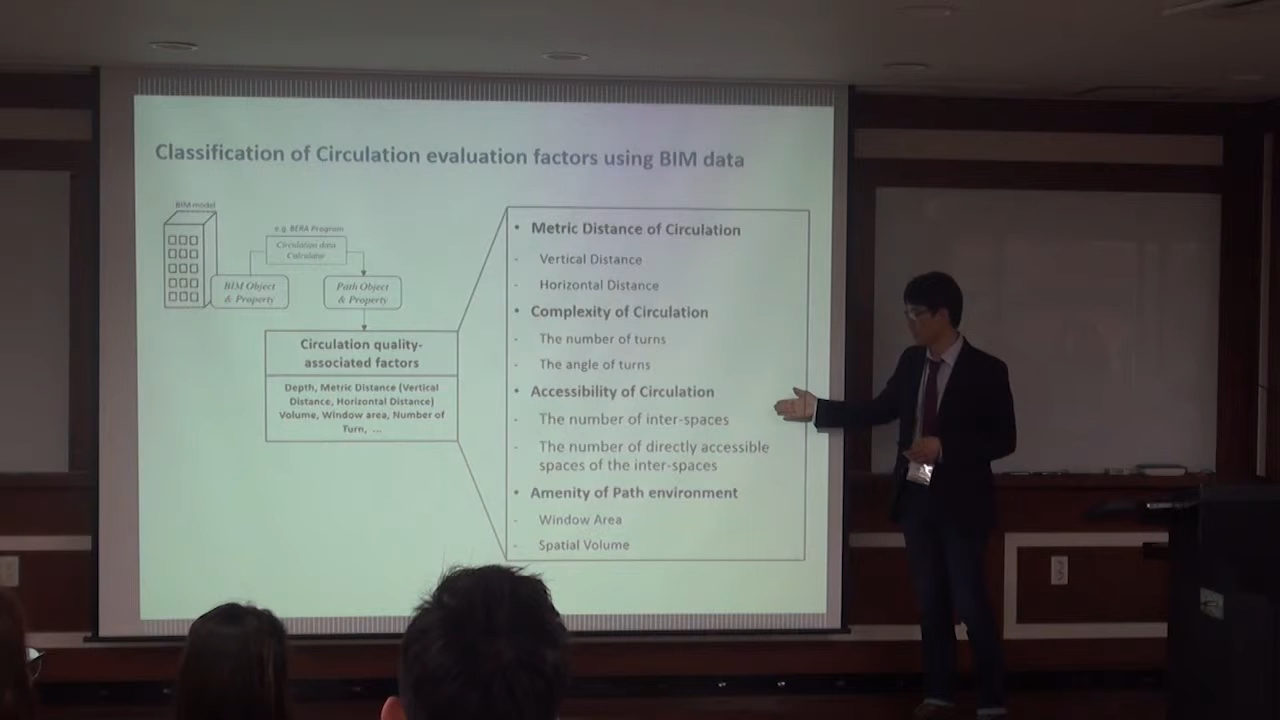 Classification of Circulation evaluation factors using BIM data
BIM model
e.g. BERA Program
Circulation data
Calculator
BIM Object
& Property
Path Object
& Property
Circulation quality-
associated factors
Depth, Metric Distance (Vertical
Distance, Horizontal Distance)
Volume, Window area, Number of
Turn, ...
• Metric Distance of Circulation
- Vertical Distance
- Horizontal Distance
• Complexity of Circulation
- The number of turns
- The angle of turns
• Accessibility of Circulation
- The number of inter-spaces
- The number of directly accessible
spaces of the inter-spaces
• Amenity of Path environment
- Window Area
- Spatial Volume